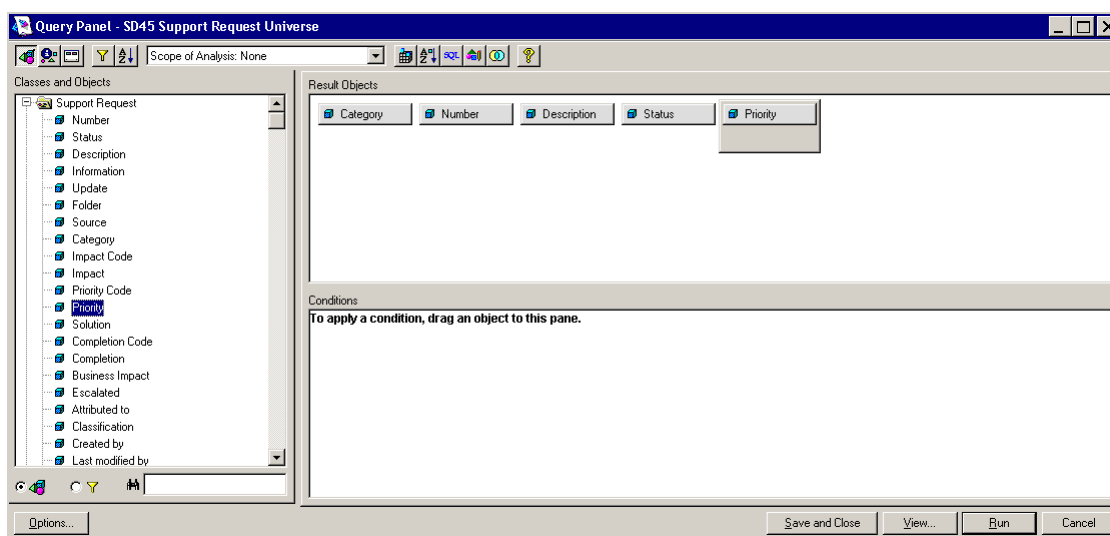 Query Panel - SD45 Support Request Universe
Scope of Analysis: None
SQL
?
Classes and Objects
Support Request
Number
Status
Description
Information
Update
Folder
Source
Category
Impact Code
Impact
Priority Code
Priority
Solution
Completion Code
Completion
Business Impact
Escalated
Attributed to
Classification
Created by
Last modified by
Result Objects
Category Number Description Status Priority
Conditions
To apply a condition, drag an object to this pane.
Options... Save and Close View... Run Cancel